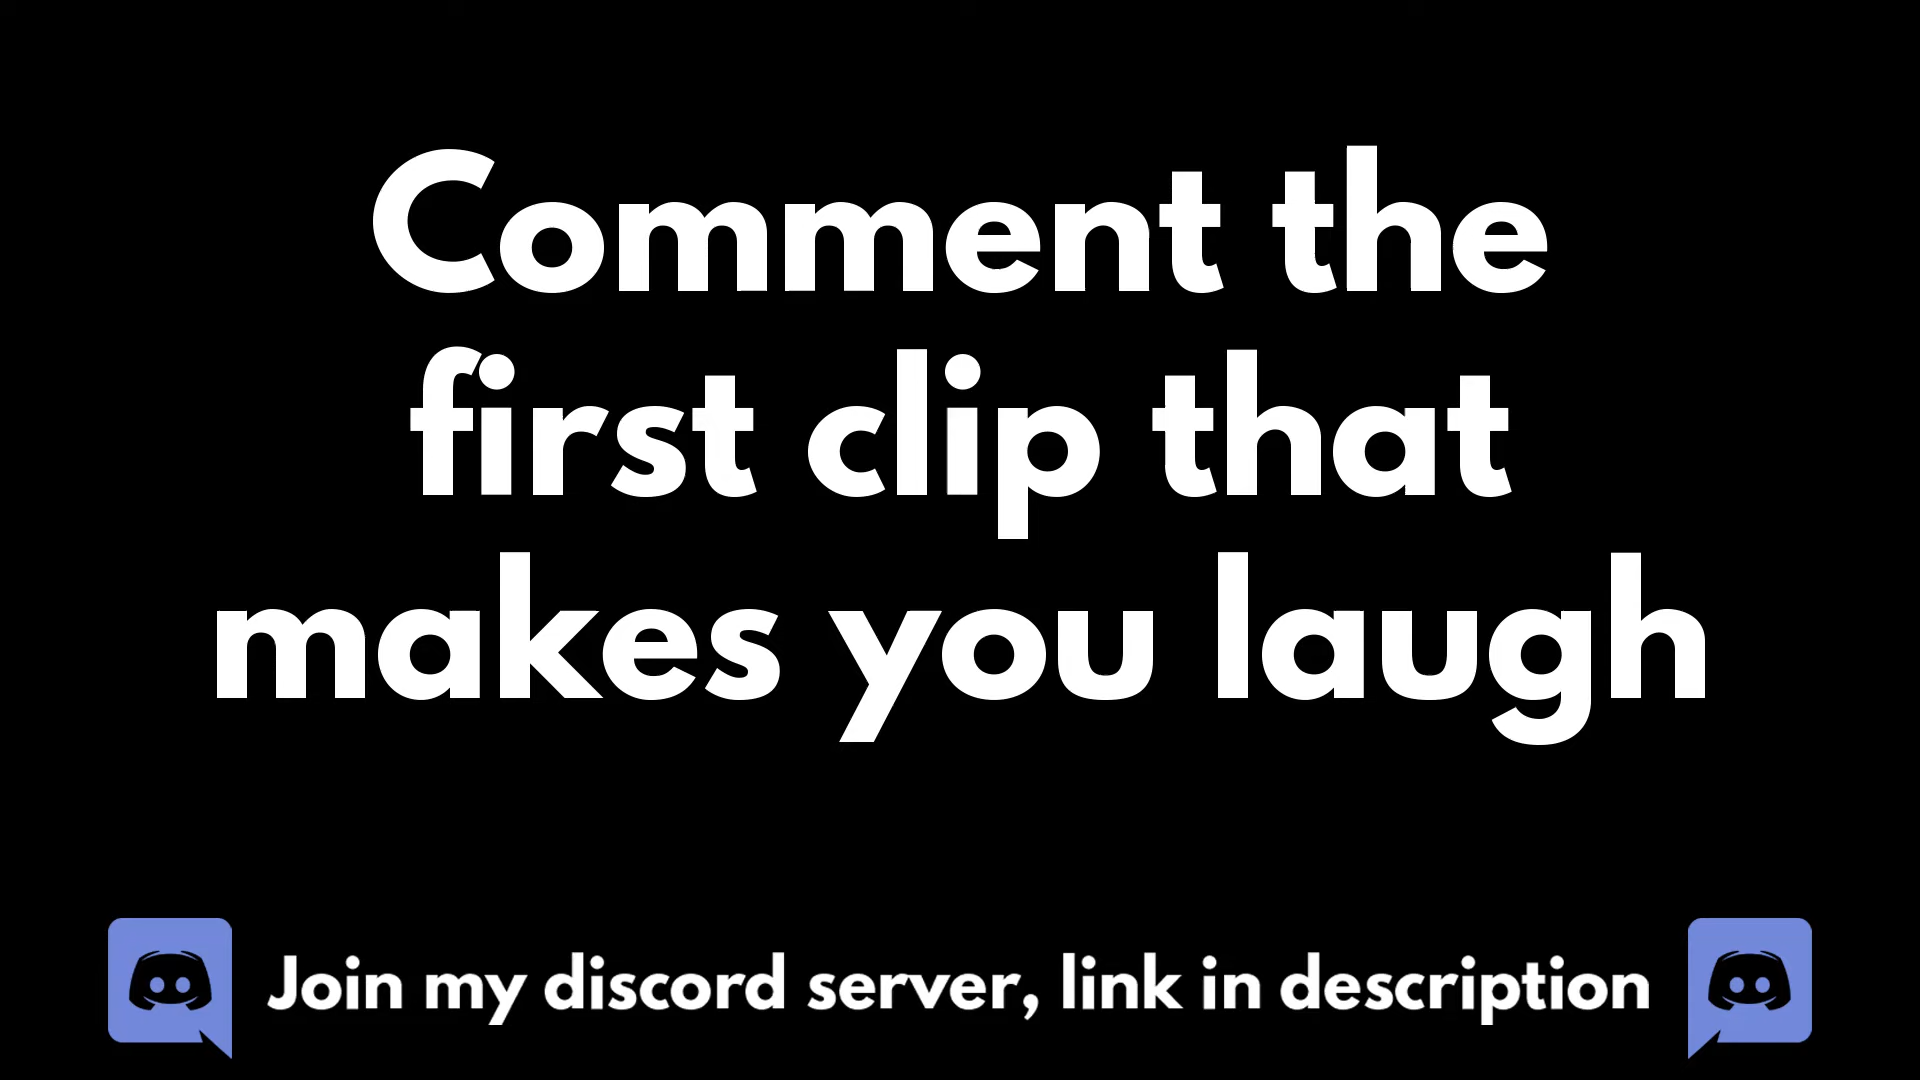 Comment the
first clip that
makes you laugh
Join my discord server, link in description